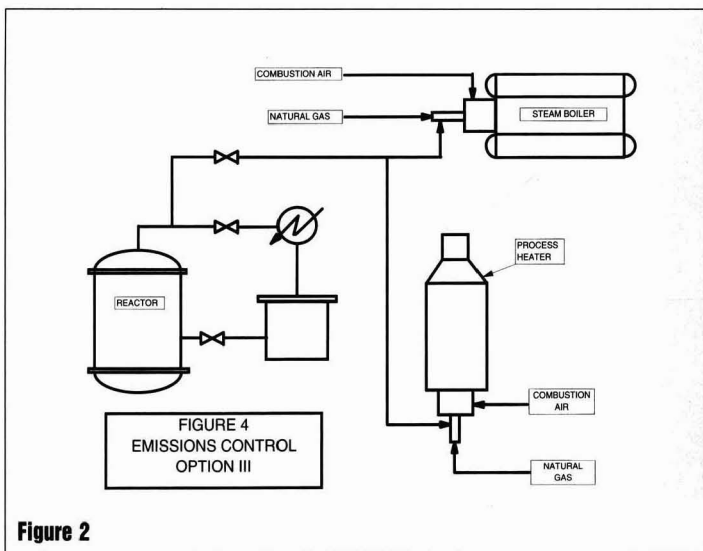 COMBUSTION AIR
NATURAL GAS
STEAM BOILER
PROCESS
HEATER
REACTOR
COMBUSTION
AIR
FIGURE 4
EMISSIONS CONTROL
OPTION III
NATURAL
GAS
Figure 2